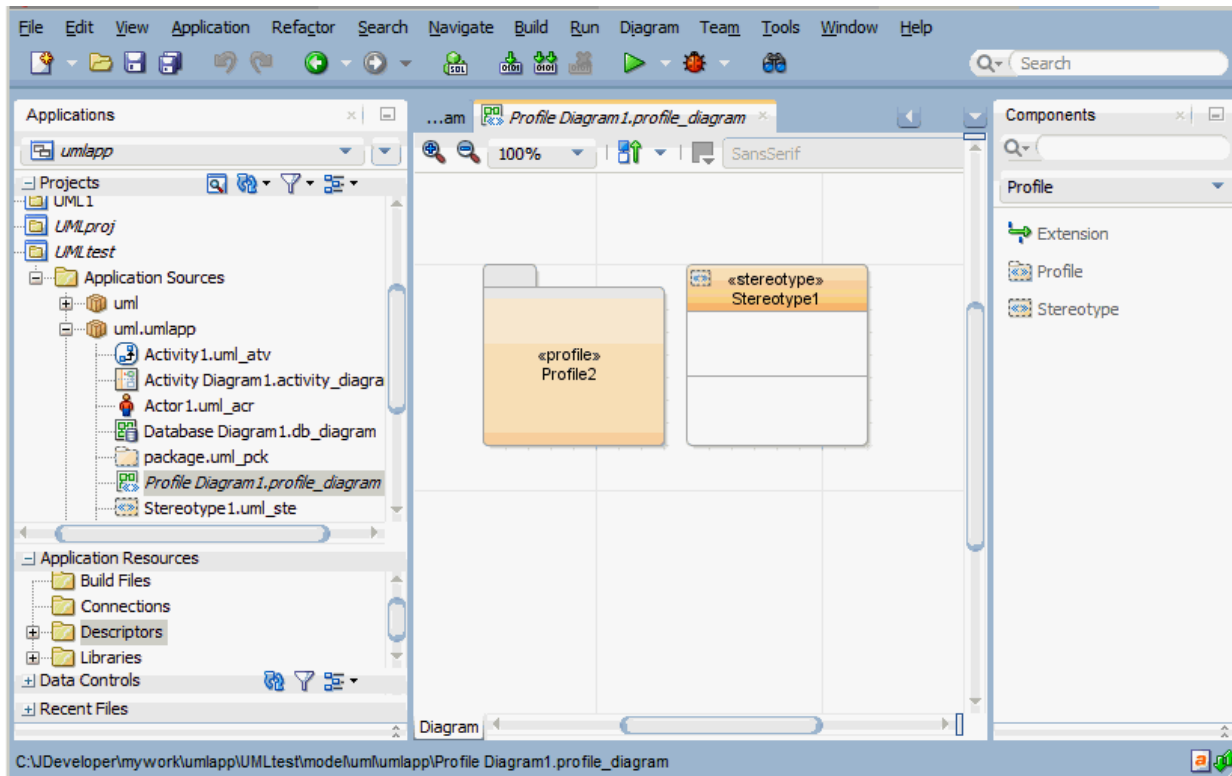 File Edit View Application Refactor Search Navigate Build Run Diagram Team Tools Window Help
Search
Applications
umlapp
Projects
UML1
UMLproj
UMLtest
Application Sources
uml
uml.umlapp
Activity1.uml_atv
Activity Diagram1.activity_diagra
Actor1.uml_acr
Database Diagram1.db_diagram
package.uml_pck
Profile Diagram1.profile_diagram
Stereotype1.uml_ste
Application Resources
Build Files
Connections
Descriptors
Libraries
Data Controls
Recent Files
...am Profile Diagram1.profile_diagram
100% SansSerif
«profile»
Profile2
«stereotype»
Stereotype1
Diagram
Components
Profile
Extension
Profile
Stereotype
C:\JDeveloper\mywork\umlapp\UMLtest\model\uml\umlapp\Profile Diagram1.profile_diagram